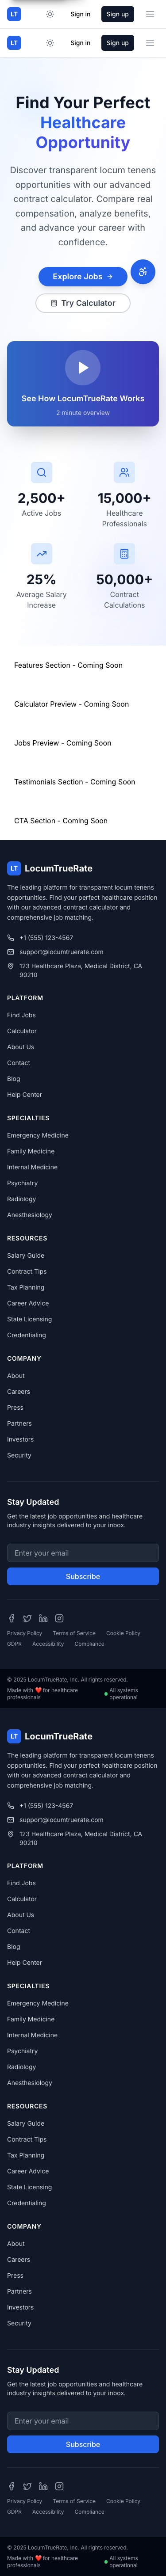 LT
Sign in
Sign up
LT
Sign in
Sign up
Find Your Perfect
Healthcare
Opportunity
Discover transparent locum tenens
opportunities with our advanced
contract calculator. Compare real
compensation, analyze benefits,
and advance your career with
confidence.
Explore Jobs →
Try Calculator
See How LocumTrueRate Works
2 minute overview
2,500+
Active Jobs
15,000+
Healthcare
Professionals
25%
Average Salary
Increase
50,000+
Contract
Calculations
Features Section - Coming Soon
Calculator Preview - Coming Soon
Jobs Preview - Coming Soon
Testimonials Section - Coming Soon
CTA Section - Coming Soon
LT LocumTrueRate
The leading platform for transparent locum tenens
opportunities. Find your perfect healthcare position
with our advanced contract calculator and
comprehensive job matching.
+1 (555) 123-4567
support@locumtruerate.com
123 Healthcare Plaza, Medical District, CA
90210
PLATFORM
Find Jobs
Calculator
About Us
Contact
Blog
Help Center
SPECIALTIES
Emergency Medicine
Family Medicine
Internal Medicine
Psychiatry
Radiology
Anesthesiology
RESOURCES
Salary Guide
Contract Tips
Tax Planning
Career Advice
State Licensing
Credentialing
COMPANY
About
Careers
Press
Partners
Investors
Security
Stay Updated
Get the latest job opportunities and healthcare
industry insights delivered to your inbox.
Enter your email
Subscribe
Privacy Policy Terms of Service Cookie Policy
GDPR Accessibility Compliance
© 2025 LocumTrueRate, Inc. All rights reserved.
Made with ❤️ for healthcare
professionals
All systems
operational
LT LocumTrueRate
The leading platform for transparent locum tenens
opportunities. Find your perfect healthcare position
with our advanced contract calculator and
comprehensive job matching.
+1 (555) 123-4567
support@locumtruerate.com
123 Healthcare Plaza, Medical District, CA
90210
PLATFORM
Find Jobs
Calculator
About Us
Contact
Blog
Help Center
SPECIALTIES
Emergency Medicine
Family Medicine
Internal Medicine
Psychiatry
Radiology
Anesthesiology
RESOURCES
Salary Guide
Contract Tips
Tax Planning
Career Advice
State Licensing
Credentialing
COMPANY
About
Careers
Press
Partners
Investors
Security
Stay Updated
Get the latest job opportunities and healthcare
industry insights delivered to your inbox.
Enter your email
Subscribe
Privacy Policy Terms of Service Cookie Policy
GDPR Accessibility Compliance
© 2025 LocumTrueRate, Inc. All rights reserved.
Made with ❤️ for healthcare
professionals
All systems
operational